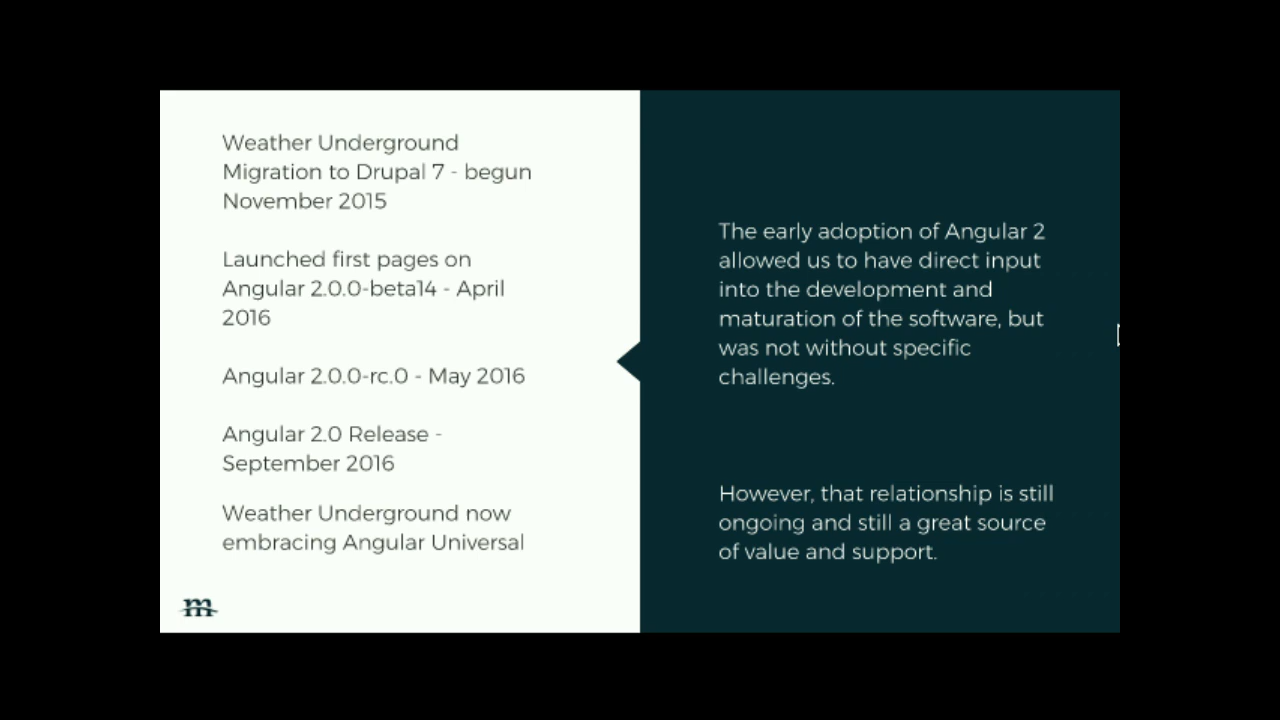 Weather Underground
Migration to Drupal 7 - begun
November 2015
Launched first pages on
Angular 2.0.0-beta14 - April
2016
Angular 2.0.0-rc.0 - May 2016
Angular 2.0 Release -
September 2016
Weather Underground now
embracing Angular Universal
m
The early adoption of Angular 2
allowed us to have direct input
into the development and
maturation of the software, but
was not without specific
challenges.
However, that relationship is still
ongoing and still a great source
of value and support.